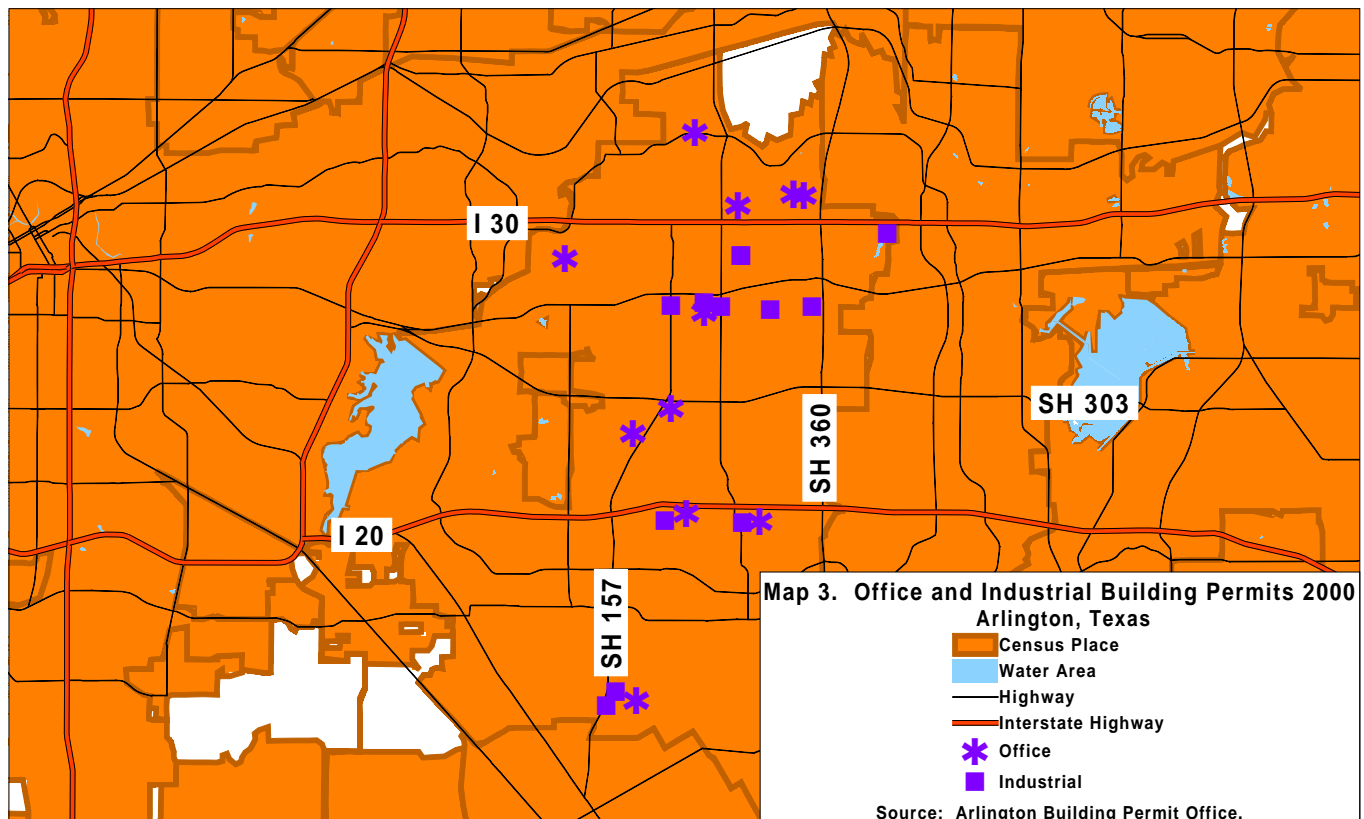 I 30
SH 303
SH 360
I 20
SH 157
Map 3. Office and Industrial Building Permits 2000
Arlington, Texas
Census Place
Water Area
Highway
Interstate Highway
Office
Industrial
Source: Arlington Building Permit Office.